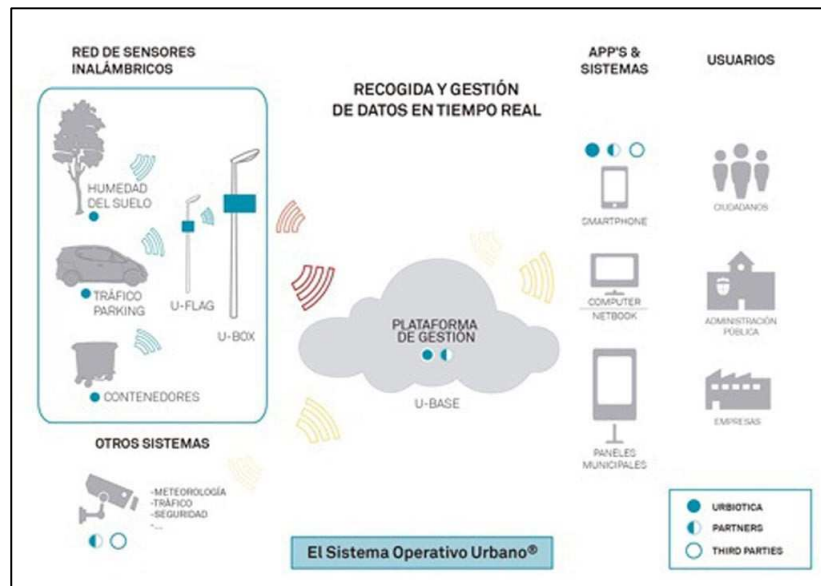 RED DE SENSORES
INALÁMBRICOS
HUMEDAD
DEL SUELO
TRÁFICO
PARKING
CONTENEDORES
U-FLAG
U-BOX
OTROS SISTEMAS
-METEOROLOGÍA
-TRÁFICO
-SEGURIDAD
-...
RECOGIDA Y GESTIÓN
DE DATOS EN TIEMPO REAL
PLATAFORMA
DE GESTIÓN
U-BASE
El Sistema Operativo Urbano®
APP'S &
SISTEMAS
SMARTPHONE
COMPUTER
NETBOOK
PANELES
MUNICIPALES
USUARIOS
CIUDADANOS
ADMINISTRACIÓN
PÚBLICA
EMPRESAS
URBIOTICA
PARTNERS
THIRD PARTIES